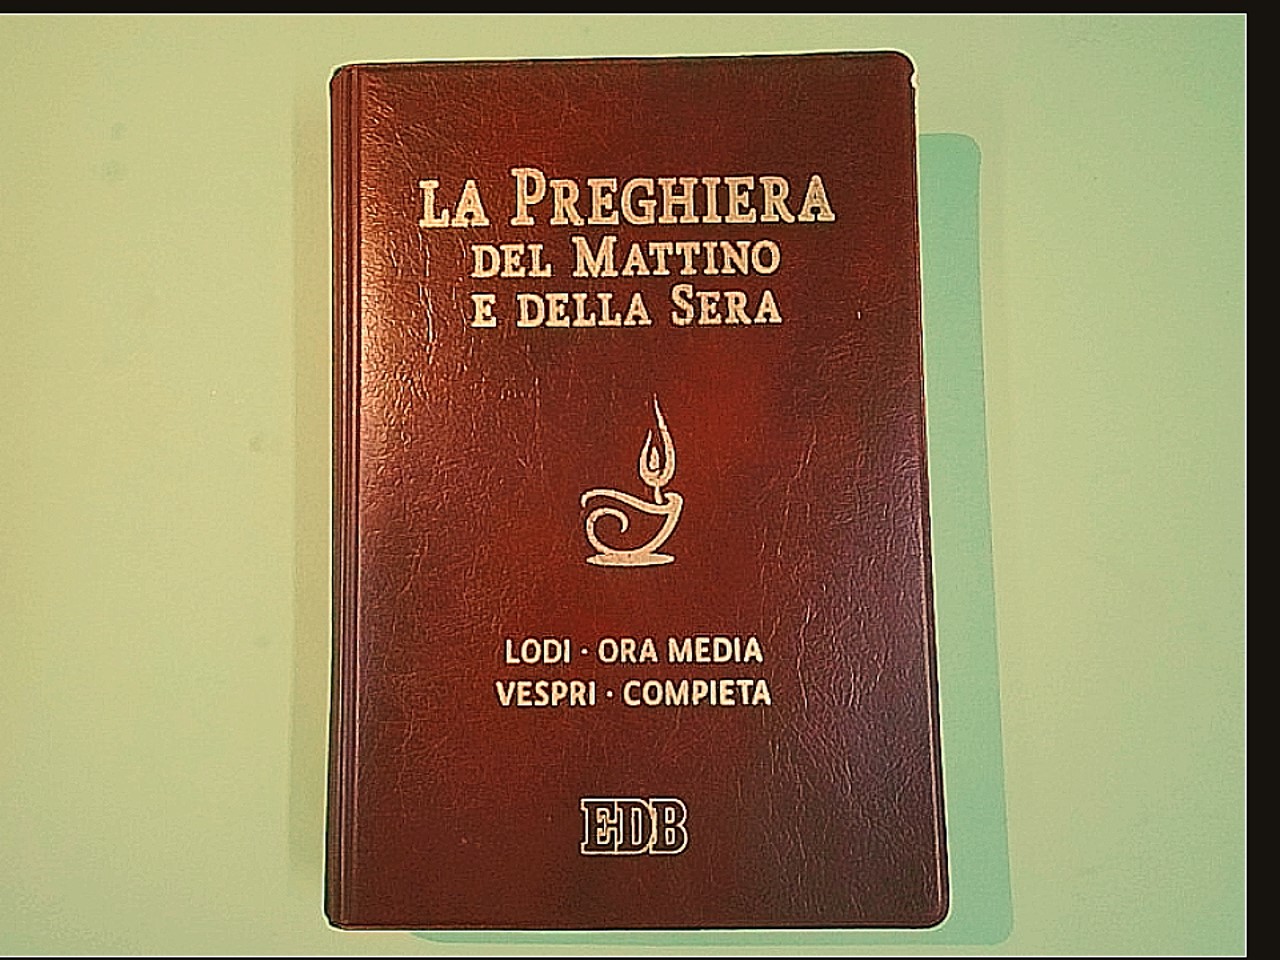 LA PREGHIERA
DEL MATTINO
E DELLA SERA
LODI · ORA MEDIA
VESPRI · COMPIETA
EDB